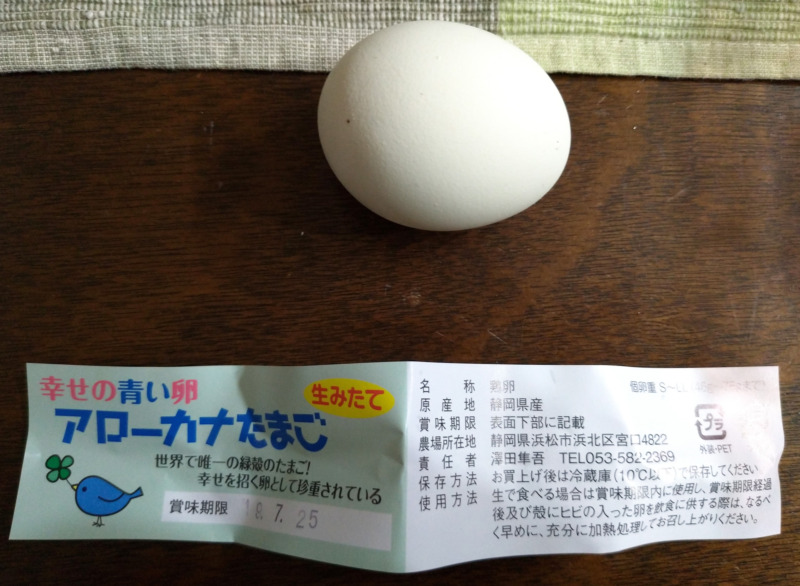 幸せの青い卵
生みたて
アローカナたまご
世界で唯一の緑殻のたまご!
幸せを招く卵として珍重されている
賞味期限 18.7.25
名称 鶏卵
個卵重 S～
原産地 静岡県産
賞味期限 表面下部に記載
農場所在地 静岡県浜松市浜北区宮口4822
責任者 澤田隼吾 TEL053-582-2369
保存方法 お買上げ後は冷蔵庫(10℃以下)で保存してください
使用方法 生で食べる場合は賞味期限内に使用し、賞味期限経過
後及び殻にヒビの入った卵を飲食に供する際は、なるべ
く早めに、充分に加熱処理してお召し上がりください。
プラ
外装-PET